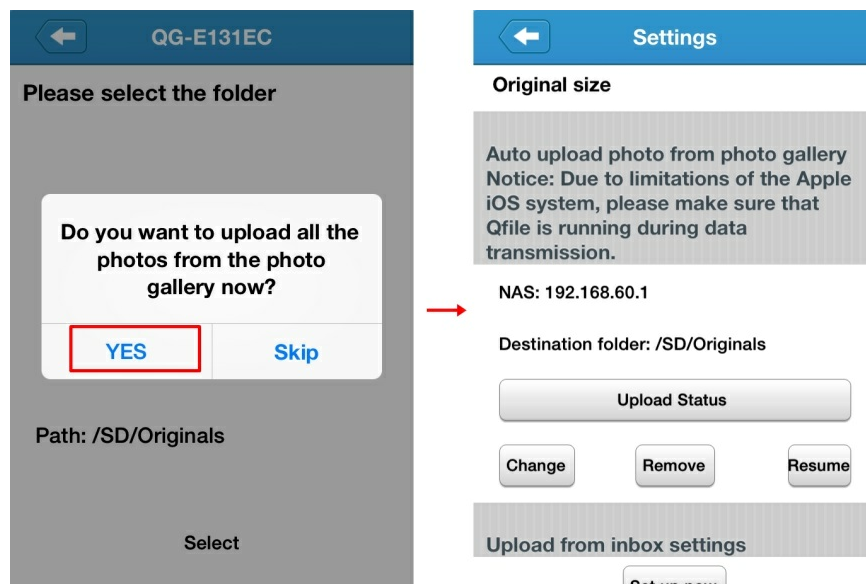 QG-E131EC
Please select the folder
Do you want to upload all the
photos from the photo
gallery now?
YES
Skip
Path: /SD/Originals
Select
Settings
Original size
Auto upload photo from photo gallery
Notice: Due to limitations of the Apple
iOS system, please make sure that
Qfile is running during data
transmission.
NAS: 192.168.60.1
Destination folder: /SD/Originals
Upload Status
Change
Remove
Resume
Upload from inbox settings
Set up now